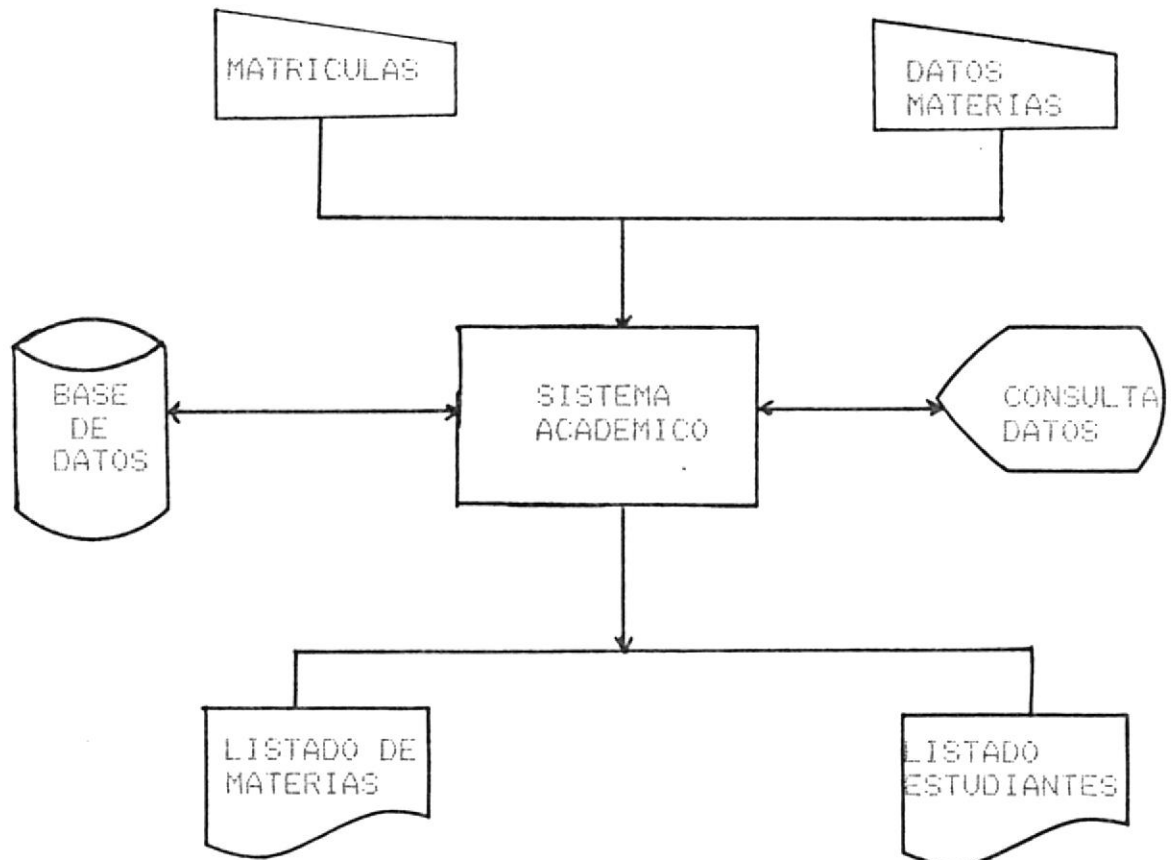 MATRICULAS
DATOS
MATERIAS
BASE
DE
DATOS
SISTEMA
ACADEMICO
CONSULTA
DATOS
LISTADO DE
MATERIAS
LISTADO
ESTUDIANTES